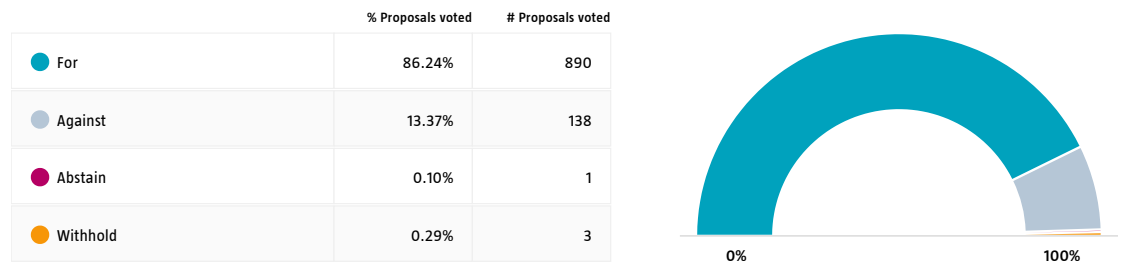 % Proposals voted # Proposals voted
For 86.24% 890
Against 13.37% 138
Abstain 0.10% 1
Withhold 0.29% 3
0% 100%